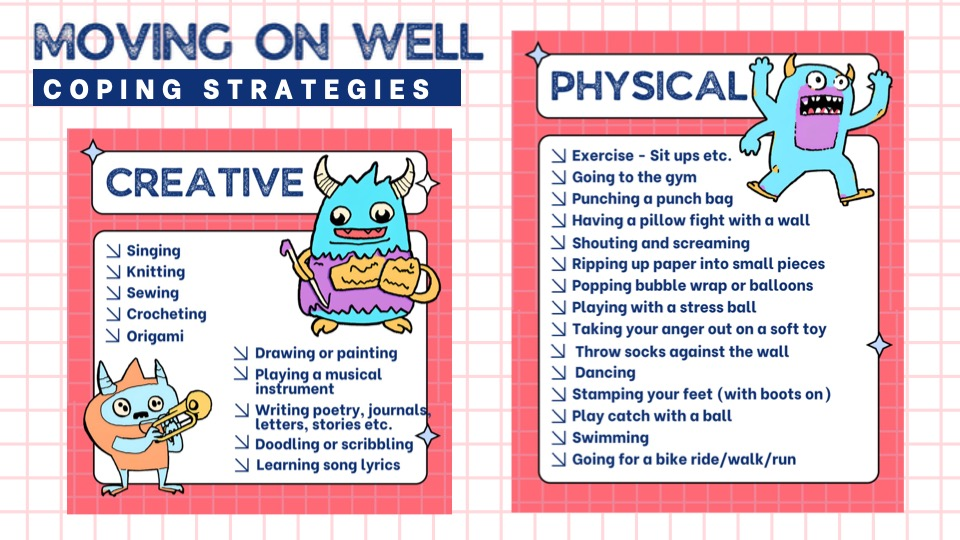 MOVING ON WELL
COPING STRATEGIES
CREATIVE
Singing
Knitting
Sewing
Crocheting
Origami
Drawing or painting
Playing a musical
instrument
Writing poetry, journals,
letters, stories etc.
Doodling or scribbling
Learning song lyrics
PHYSICAL
Exercise - Sit ups etc.
Going to the gym
Punching a punch bag
Having a pillow fight with a wall
Shouting and screaming
Ripping up paper into small pieces
Popping bubble wrap or balloons
Playing with a stress ball
Taking your anger out on a soft toy
Throw socks against the wall
Dancing
Stamping your feet (with boots on)
Play catch with a ball
Swimming
Going for a bike ride/walk/run